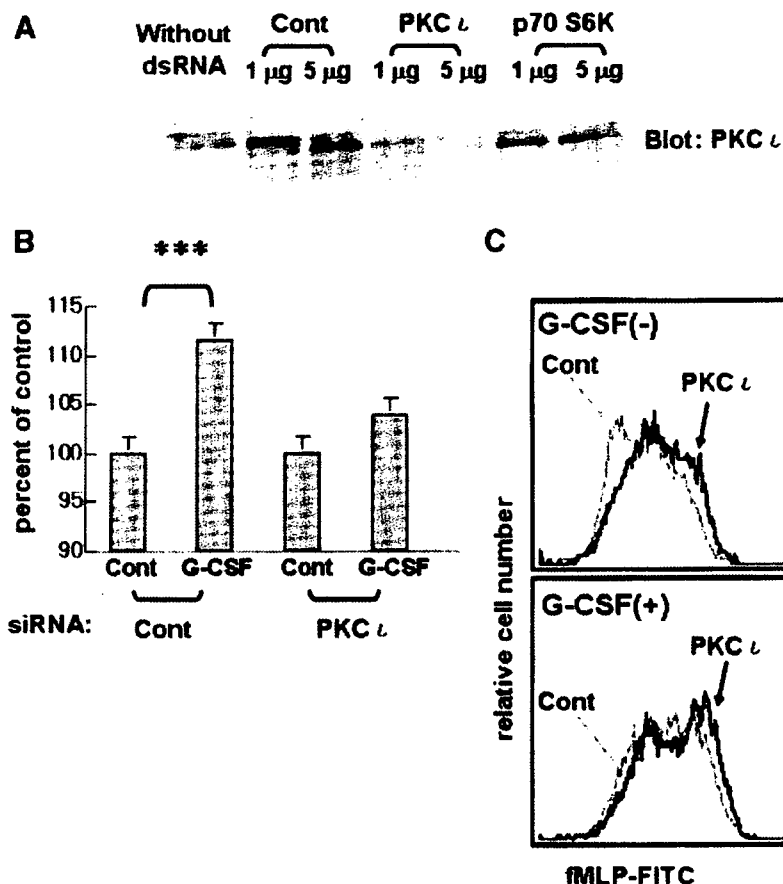 A
Without dsRNA
Cont
PKC ι
p70 S6K
1 μg 5 μg 1 μg 5 μg 1 μg 5 μg
Blot: PKC ι
B
***
percent of control
115
110
105
100
95
90
Cont G-CSF Cont G-CSF
siRNA: Cont PKC ι
C
G-CSF(-)
Cont
PKC ι
G-CSF(+)
PKC ι
Cont
relative cell number
fMLP-FITC